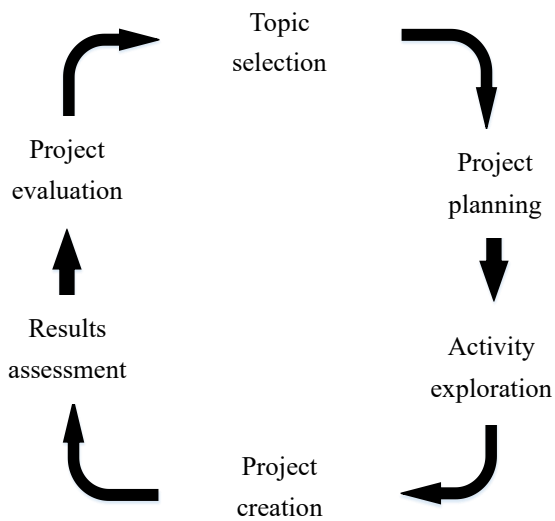 Topic
selection
Project
planning
Activity
exploration
Project
creation
Results
assessment
Project
evaluation